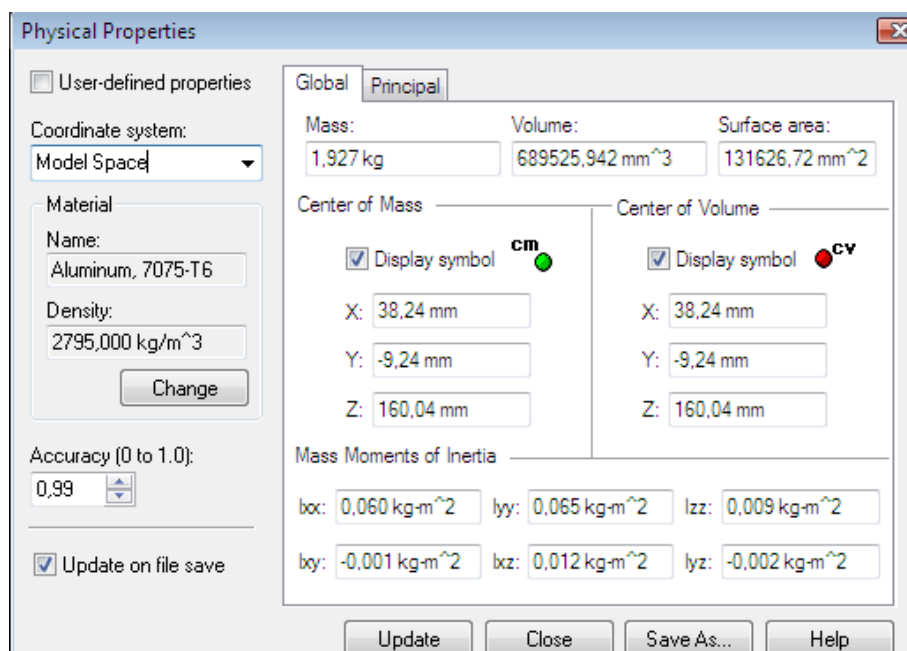 Physical Properties
User-defined properties
Coordinate system:
Model Space
Material
Name:
Aluminum, 7075-T6
Density:
2795,000 kg/m^3
Change
Accuracy (0 to 1.0):
0,99
Update on file save
Global Principal
Mass: Volume: Surface area:
1,927 kg 689525,942 mm^3 131626,72 mm^2
Center of Mass Center of Volume
Display symbol cm Display symbol cv
X: 38,24 mm X: 38,24 mm
Y: -9,24 mm Y: -9,24 mm
Z: 160,04 mm Z: 160,04 mm
Mass Moments of Inertia
Ixx: 0,060 kg-m^2 Iyy: 0,065 kg-m^2 Izz: 0,009 kg-m^2
Ixy: -0,001 kg-m^2 Ixz: 0,012 kg-m^2 Iyz: -0,002 kg-m^2
Update Close Save As... Help